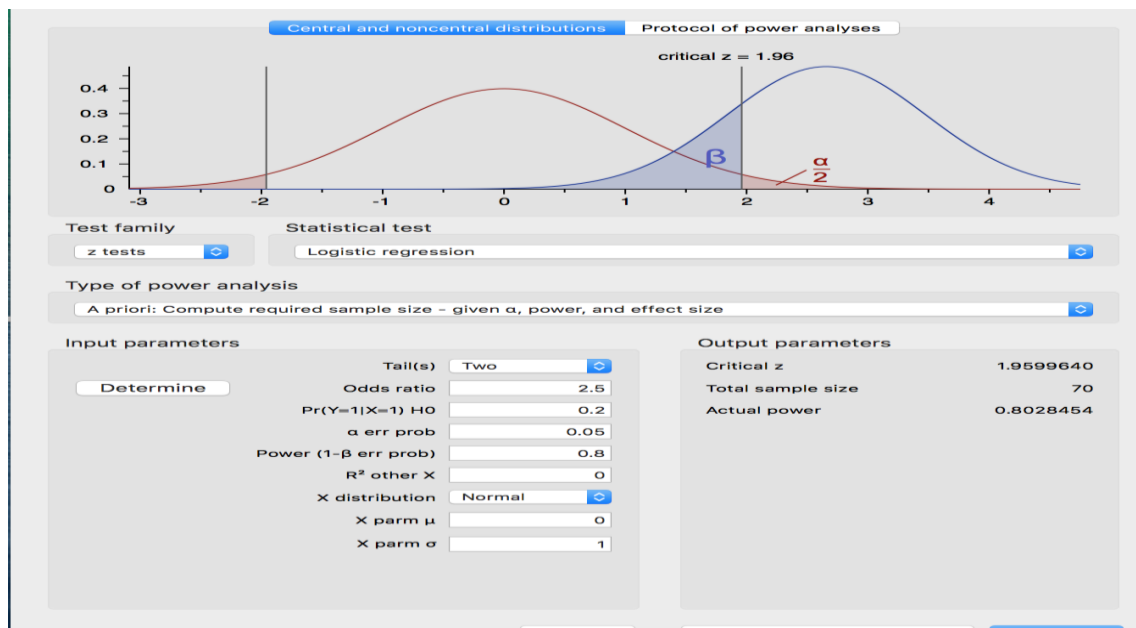 Central and noncentral distributions Protocol of power analyses
critical z = 1.96
0.4
0.3
0.2
0.1
0
β
α
2
-3 -2 -1 0 1 2 3 4
Test family Statistical test
z tests Logistic regression
Type of power analysis
A priori: Compute required sample size – given α, power, and effect size
Input parameters Output parameters
Tail(s) Two Critical z 1.9599640
Determine Odds ratio 2.5 Total sample size 70
Pr(Y=1|X=1) H0 0.2 Actual power 0.8028454
α err prob 0.05
Power (1-β err prob) 0.8
R² other X 0
X distribution Normal
X parm μ 0
X parm σ 1